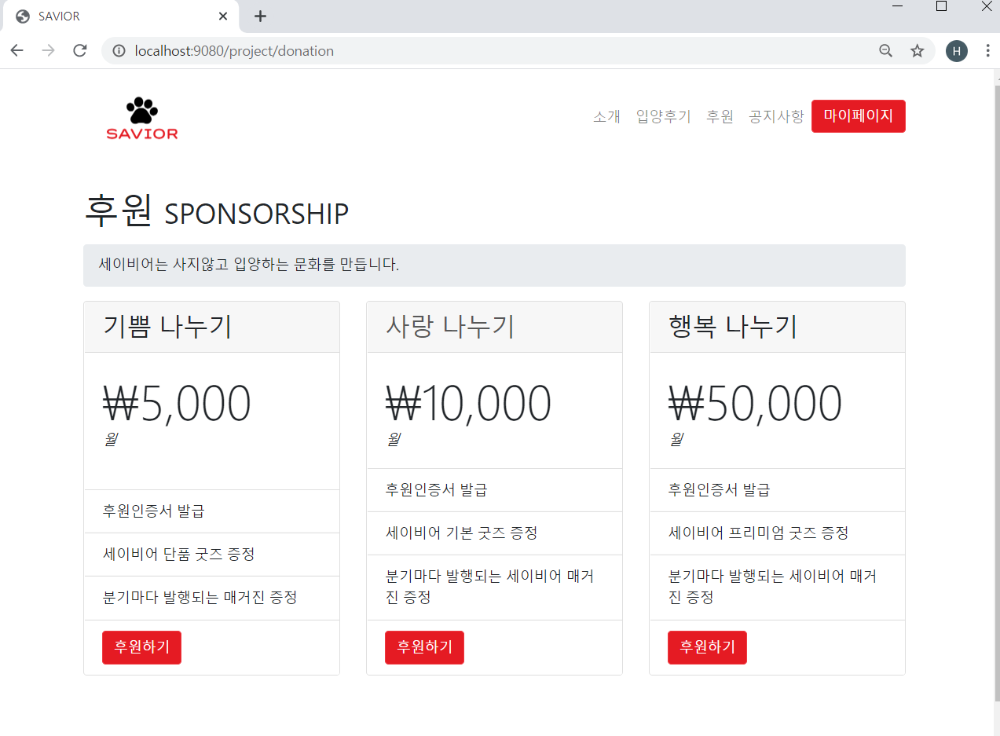 SAVIOR
localhost:9080/project/donation
H
SAVIOR
소개 입양후기 후원 공지사항 마이페이지
후원 SPONSORSHIP
세이비어는 사지않고 입양하는 문화를 만듭니다.
기쁨 나누기
₩5,000
월
후원인증서 발급
세이비어 단품 굿즈 증정
분기마다 발행되는 매거진 증정
후원하기
사랑 나누기
₩10,000
월
후원인증서 발급
세이비어 기본 굿즈 증정
분기마다 발행되는 세이비어 매거
진 증정
후원하기
행복 나누기
₩50,000
월
후원인증서 발급
세이비어 프리미엄 굿즈 증정
분기마다 발행되는 세이비어 매거
진 증정
후원하기